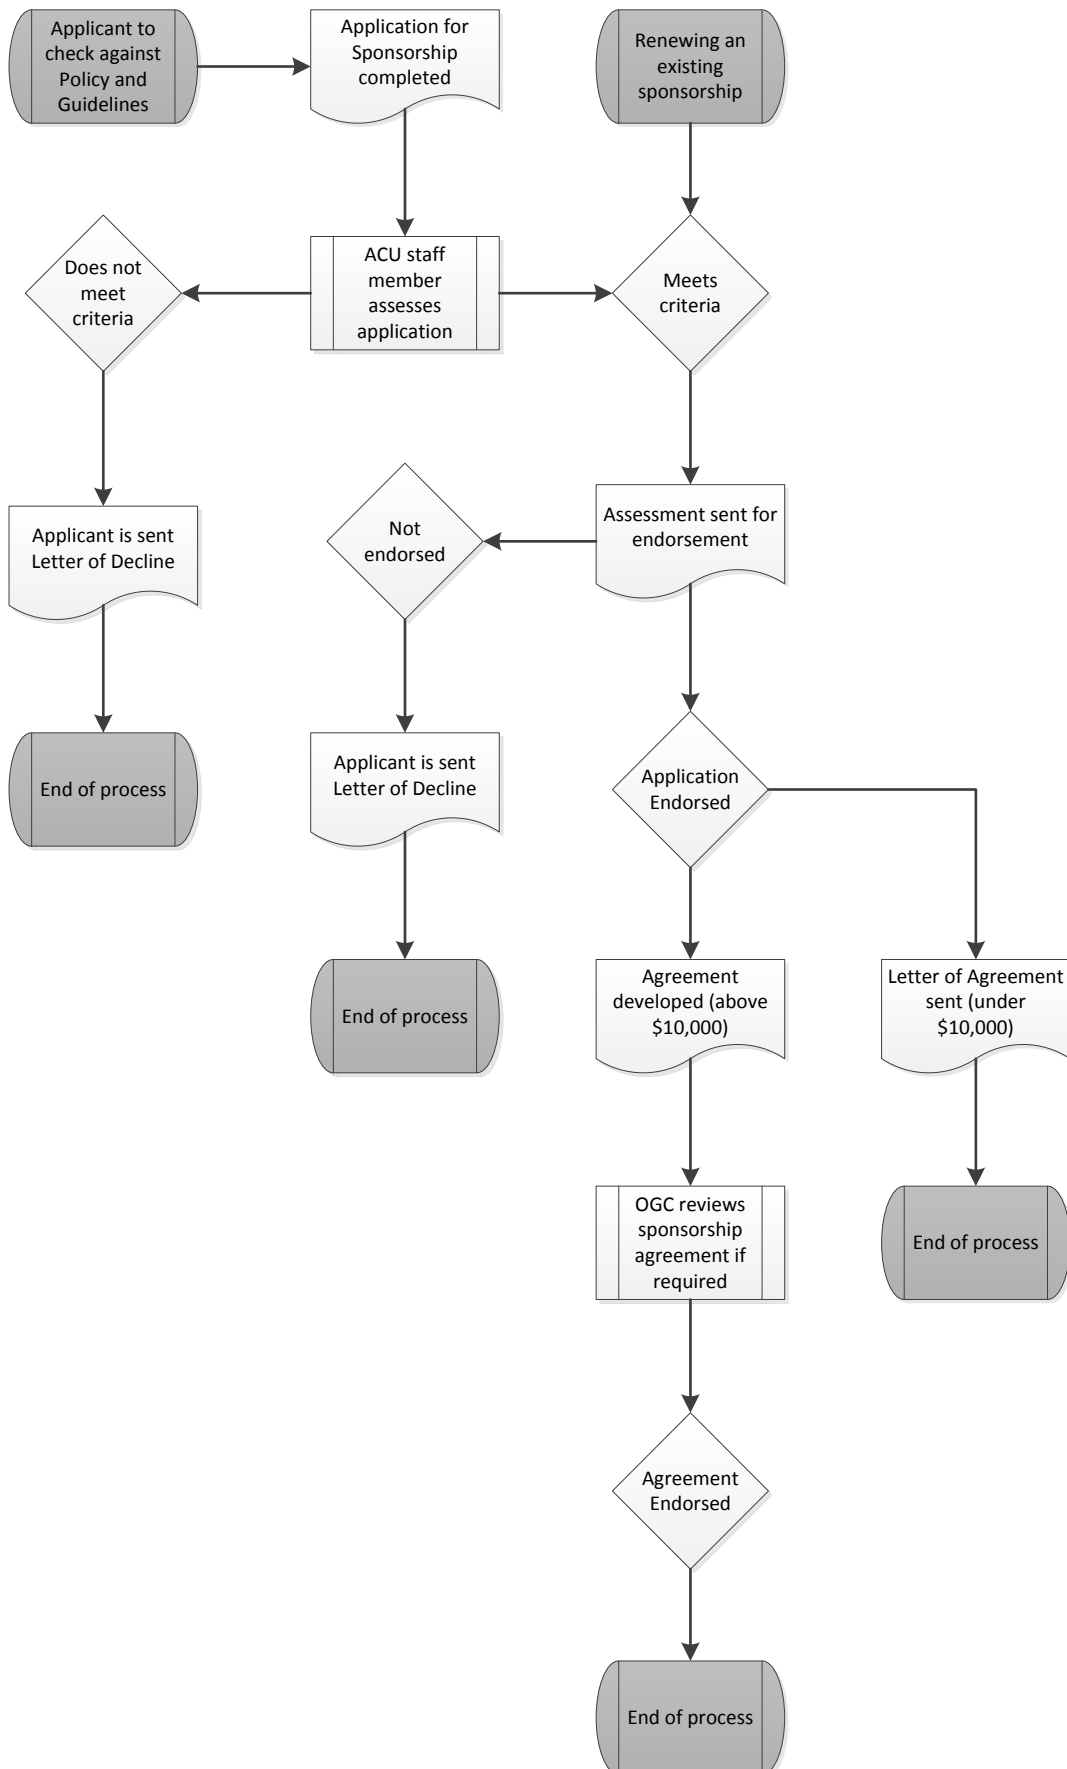 Applicant to
check against
Policy and
Guidelines
Application for
Sponsorship
completed
Renewing an
existing
sponsorship
Does not
meet
criteria
ACU staff
member
assesses
application
Meets
criteria
Applicant is sent
Letter of Decline
Not
endorsed
Assessment sent for
endorsement
End of process
Applicant is sent
Letter of Decline
Application
Endorsed
End of process
Agreement
developed (above
$10,000)
Letter of Agreement
sent (under
$10,000)
OGC reviews
sponsorship
agreement if
required
End of process
Agreement
Endorsed
End of process